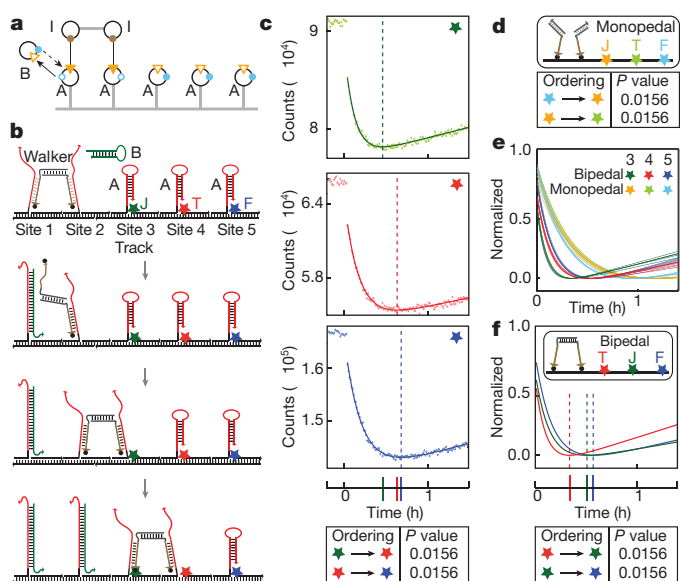 a
I
I
B
A
A
A
A
A
b
Walker
B
A
A
A
J
T
F
Site 1 Site 2 Site 3 Site 4 Site 5
Track
c
9
Counts ( 10⁴)
8
6.4
Counts ( 10⁴)
5.8
1.6
Counts ( 10⁵)
1.5
0
1
Time (h)
Ordering P value
0.0156
0.0156
d
Monopedal
J T F
Ordering P value
0.0156
0.0156
e
1.0
Normalized
0.5
0.0
3 4 5
Bipedal
Monopedal
0
1
Time (h)
f
1.0
Normalized
0.5
0.0
Bipedal
T J F
0
1
Time (h)
Ordering P value
0.0156
0.0156